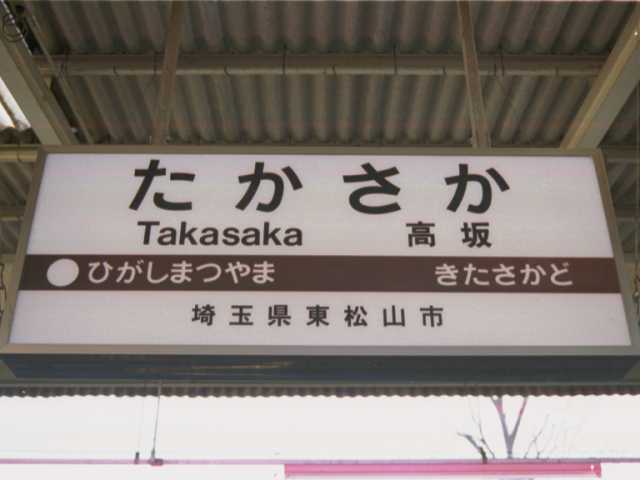 たかさか
Takasaka 高坂
ひがしまつやま きたさかど
埼玉県東松山市